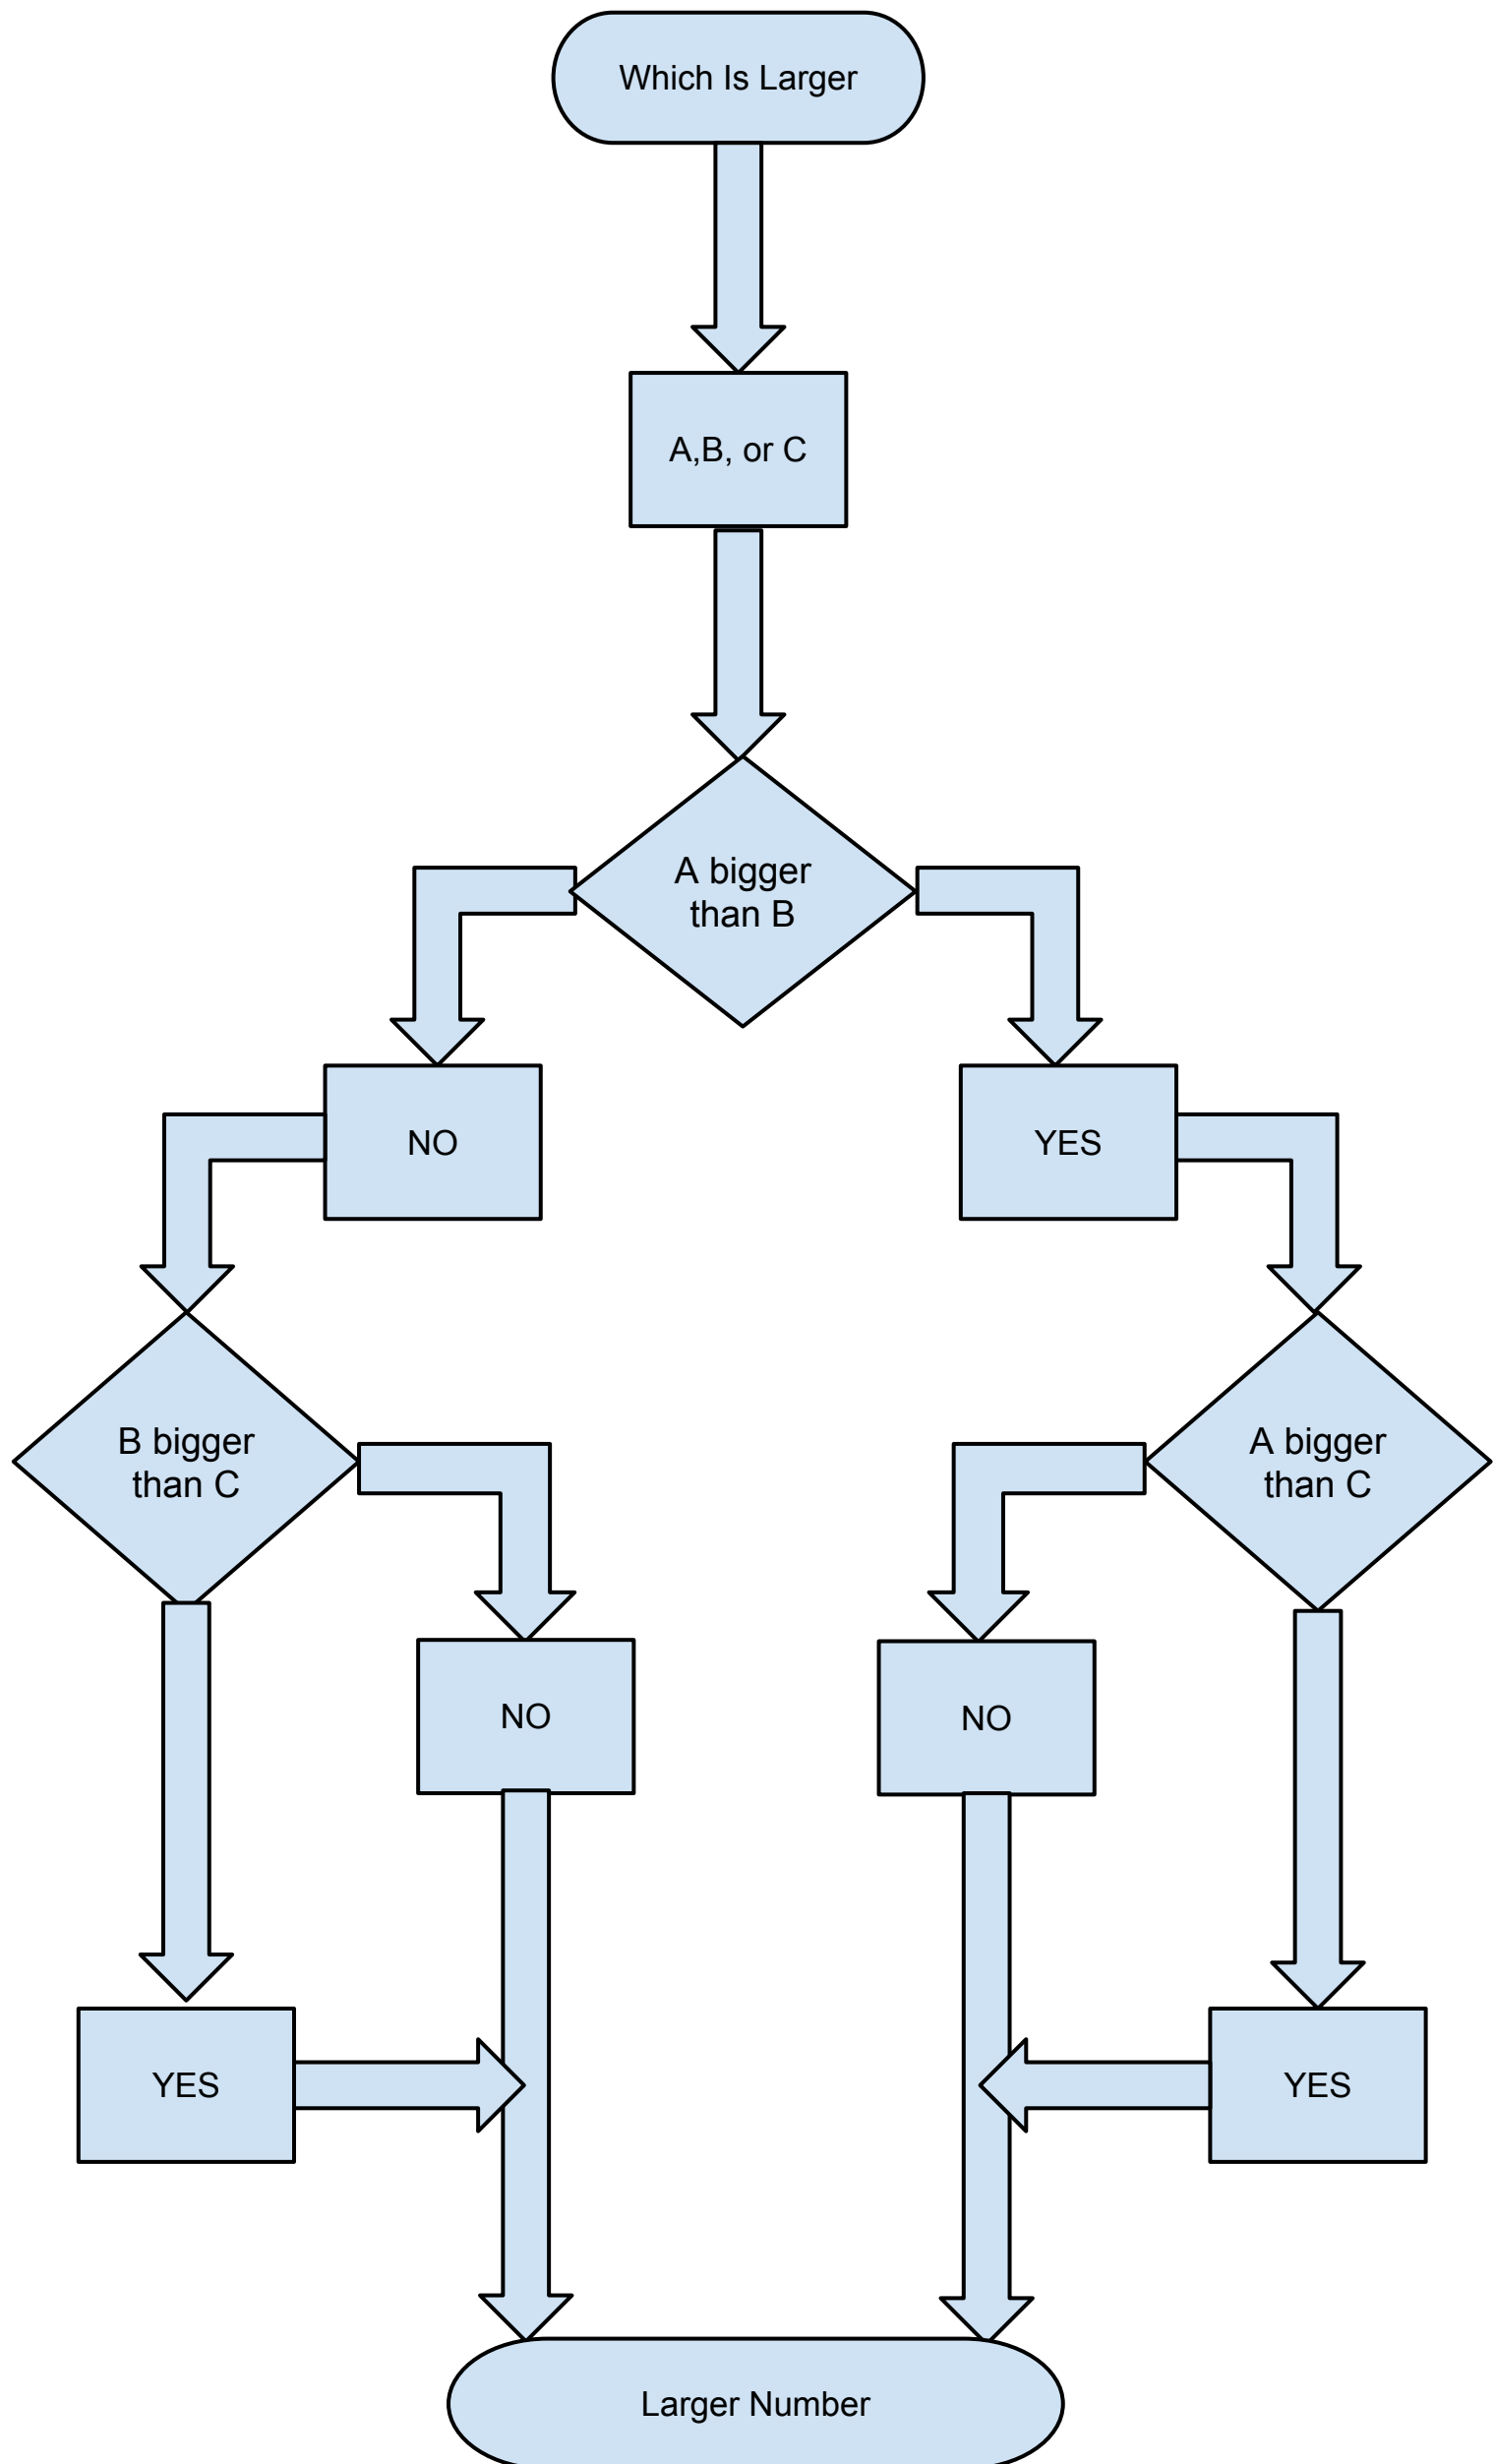 Which Is Larger
A,B, or C
A bigger
than B
NO
YES
B bigger
than C
A bigger
than C
NO
NO
YES
YES
Larger Number